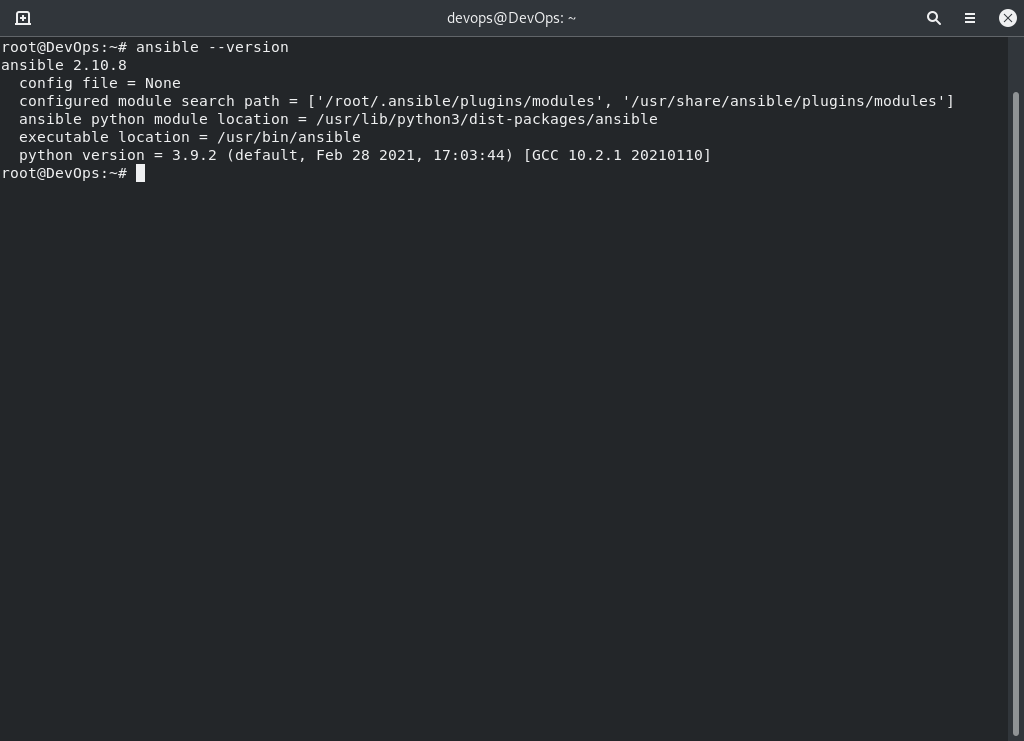 devops@DevOps: ~
root@DevOps:~# ansible --version
ansible 2.10.8
  config file = None
  configured module search path = ['/root/.ansible/plugins/modules', '/usr/share/ansible/plugins/modules']
  ansible python module location = /usr/lib/python3/dist-packages/ansible
  executable location = /usr/bin/ansible
  python version = 3.9.2 (default, Feb 28 2021, 17:03:44) [GCC 10.2.1 20210110]
root@DevOps:~#